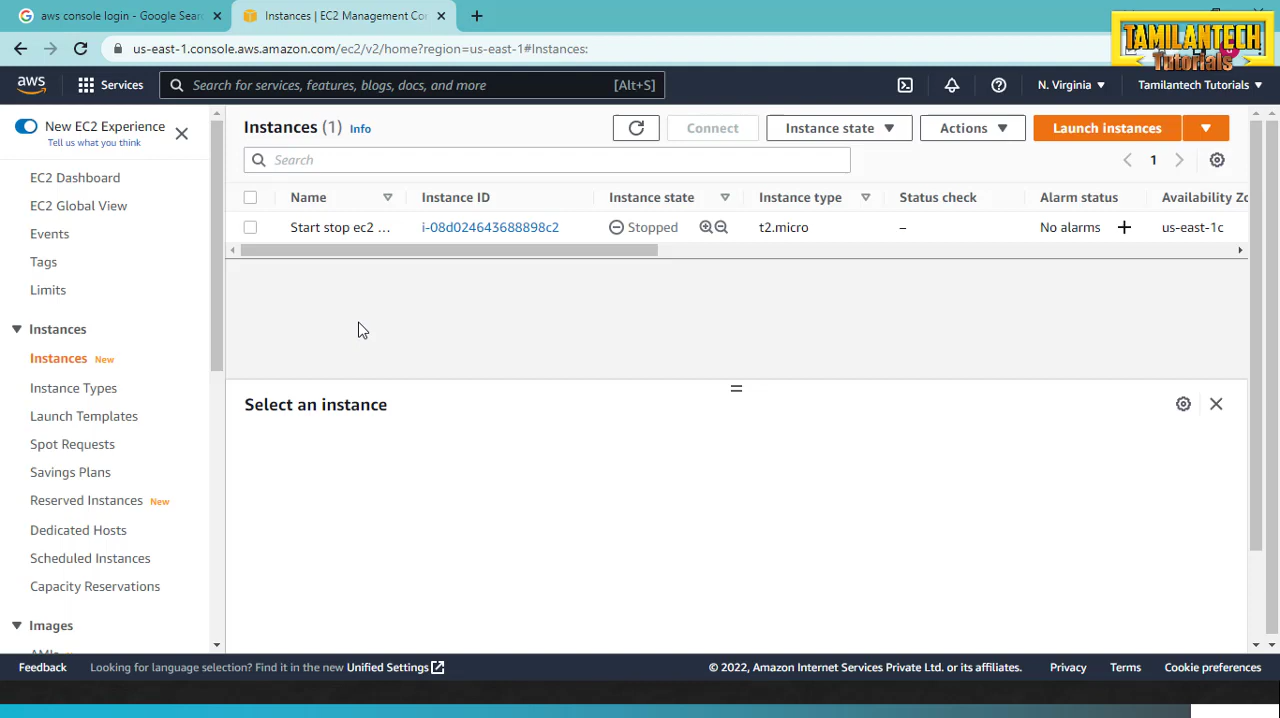 aws console login - Google Sear
Instances | EC2 Management Co
us-east-1.console.aws.amazon.com/ec2/v2/home?region=us-east-1#Instances:
TAMILANTECH
Tutorials
aws
Services
Search for services, features, blogs, docs, and more
[Alt+S]
N. Virginia
Tamilantech Tutorials
New EC2 Experience
Tell us what you think
EC2 Dashboard
EC2 Global View
Events
Tags
Limits
Instances
Instances New
Instance Types
Launch Templates
Spot Requests
Savings Plans
Reserved Instances New
Dedicated Hosts
Scheduled Instances
Capacity Reservations
Images
Instances (1) Info
Connect
Instance state
Actions
Launch instances
Search
1
Name Instance ID Instance state Instance type Status check Alarm status Availability Zo
Start stop ec2 ... i-08d024643688898c2 Stopped t2.micro – No alarms + us-east-1c
Select an instance
Feedback Looking for language selection? Find it in the new Unified Settings © 2022, Amazon Internet Services Private Ltd. or its affiliates. Privacy Terms Cookie preferences